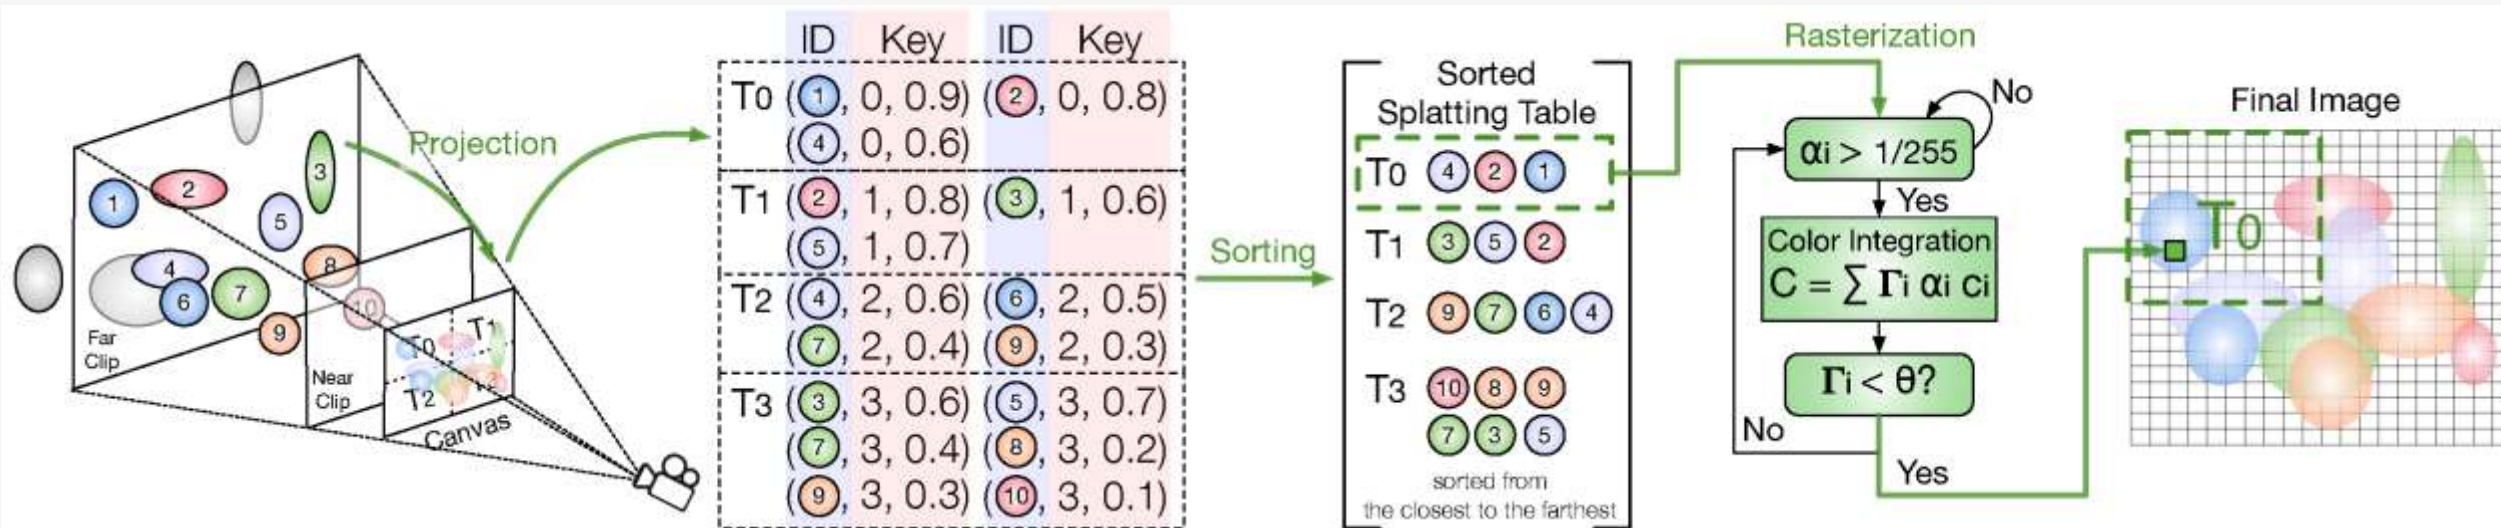 1
2
3
5
4
6
7
8
9
10
Far
Clip
Near
Clip
T0
T1
T2
Canvas
Projection
ID Key ID Key
T0 (1, 0, 0.9) (2, 0, 0.8)
(4, 0, 0.6)
T1 (2, 1, 0.8) (3, 1, 0.6)
(5, 1, 0.7)
T2 (4, 2, 0.6) (6, 2, 0.5)
(7, 2, 0.4) (9, 2, 0.3)
T3 (3, 3, 0.6) (5, 3, 0.7)
(7, 3, 0.4) (8, 3, 0.2)
(9, 3, 0.3) (10, 3, 0.1)
Sorting
Sorted
Splatting Table
T0 4 2 1
T1 3 5 2
T2 9 7 6 4
T3 10 8 9
7 3 5
sorted from
the closest to the farthest
Rasterization
No
αi > 1/255
Yes
Color Integration
C = ∑ Γi αi ci
Γi < θ?
No
Yes
Final Image
T0